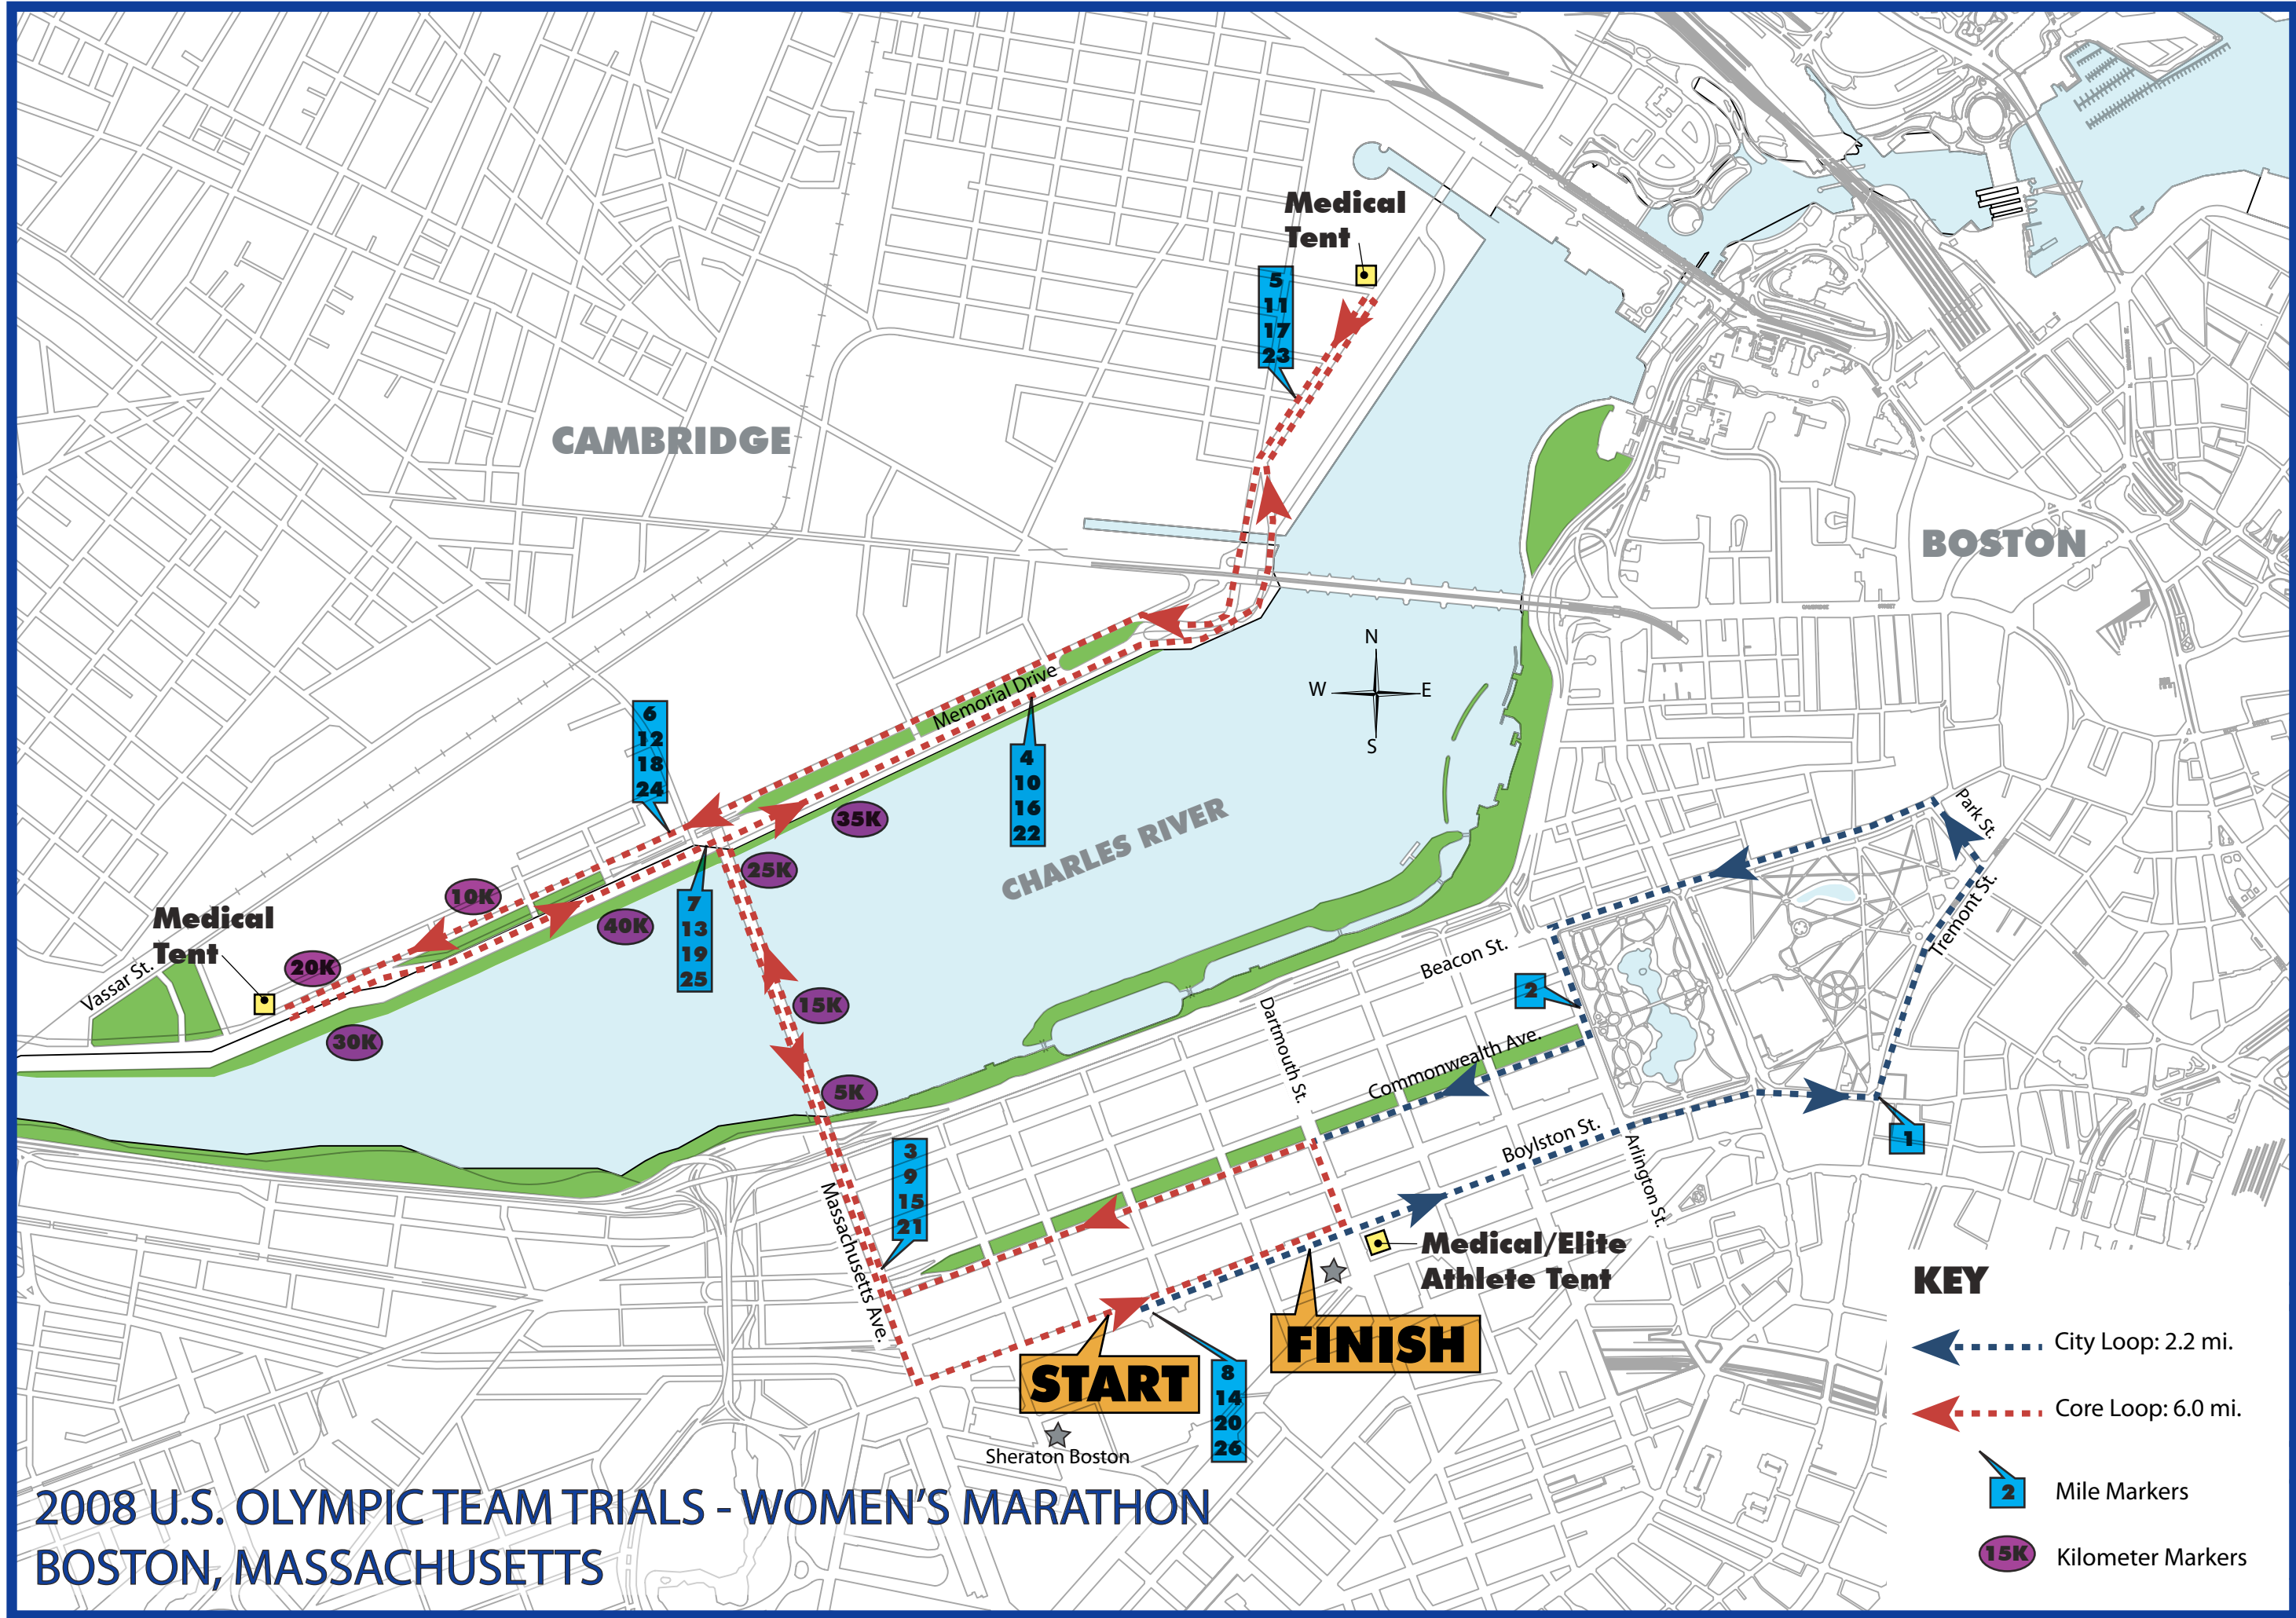 Medical
Tent
5
11
17
23
CAMBRIDGE
BOSTON
N
W
E
S
Memorial Drive
6
12
18
24
4
10
16
22
35K
CHARLES RIVER
25K
10K
40K
7
13
19
25
Medical
Tent
20K
Vassar St.
30K
15K
5K
Park St.
Tremont St.
Beacon St.
2
Dartmouth St.
Commonwealth Ave.
Boylston St.
Arlington St.
1
3
9
15
21
Massachusetts Ave.
Medical/Elite
Athlete Tent
START
FINISH
8
14
20
26
Sheraton Boston
KEY
City Loop: 2.2 mi.
Core Loop: 6.0 mi.
2
Mile Markers
15K
Kilometer Markers
2008 U.S. OLYMPIC TEAM TRIALS - WOMEN'S MARATHON
BOSTON, MASSACHUSETTS